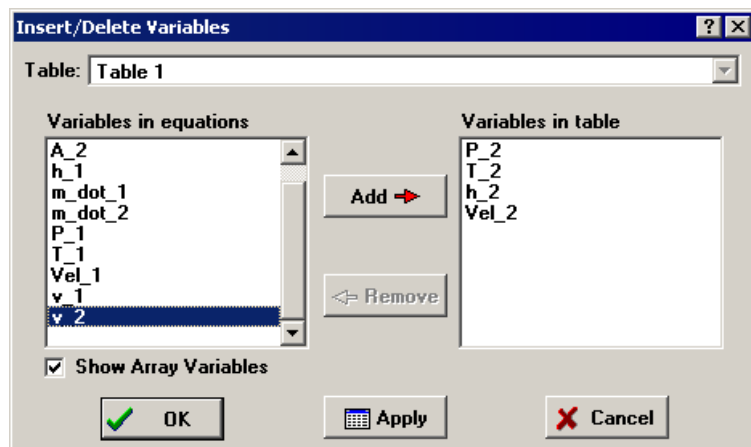 Insert/Delete Variables
Table: Table 1
Variables in equations
A_2
h_1
m_dot_1
m_dot_2
P_1
T_1
Vel_1
v_1
v_2
Show Array Variables
Add
Remove
Variables in table
P_2
T_2
h_2
Vel_2
OK
Apply
Cancel